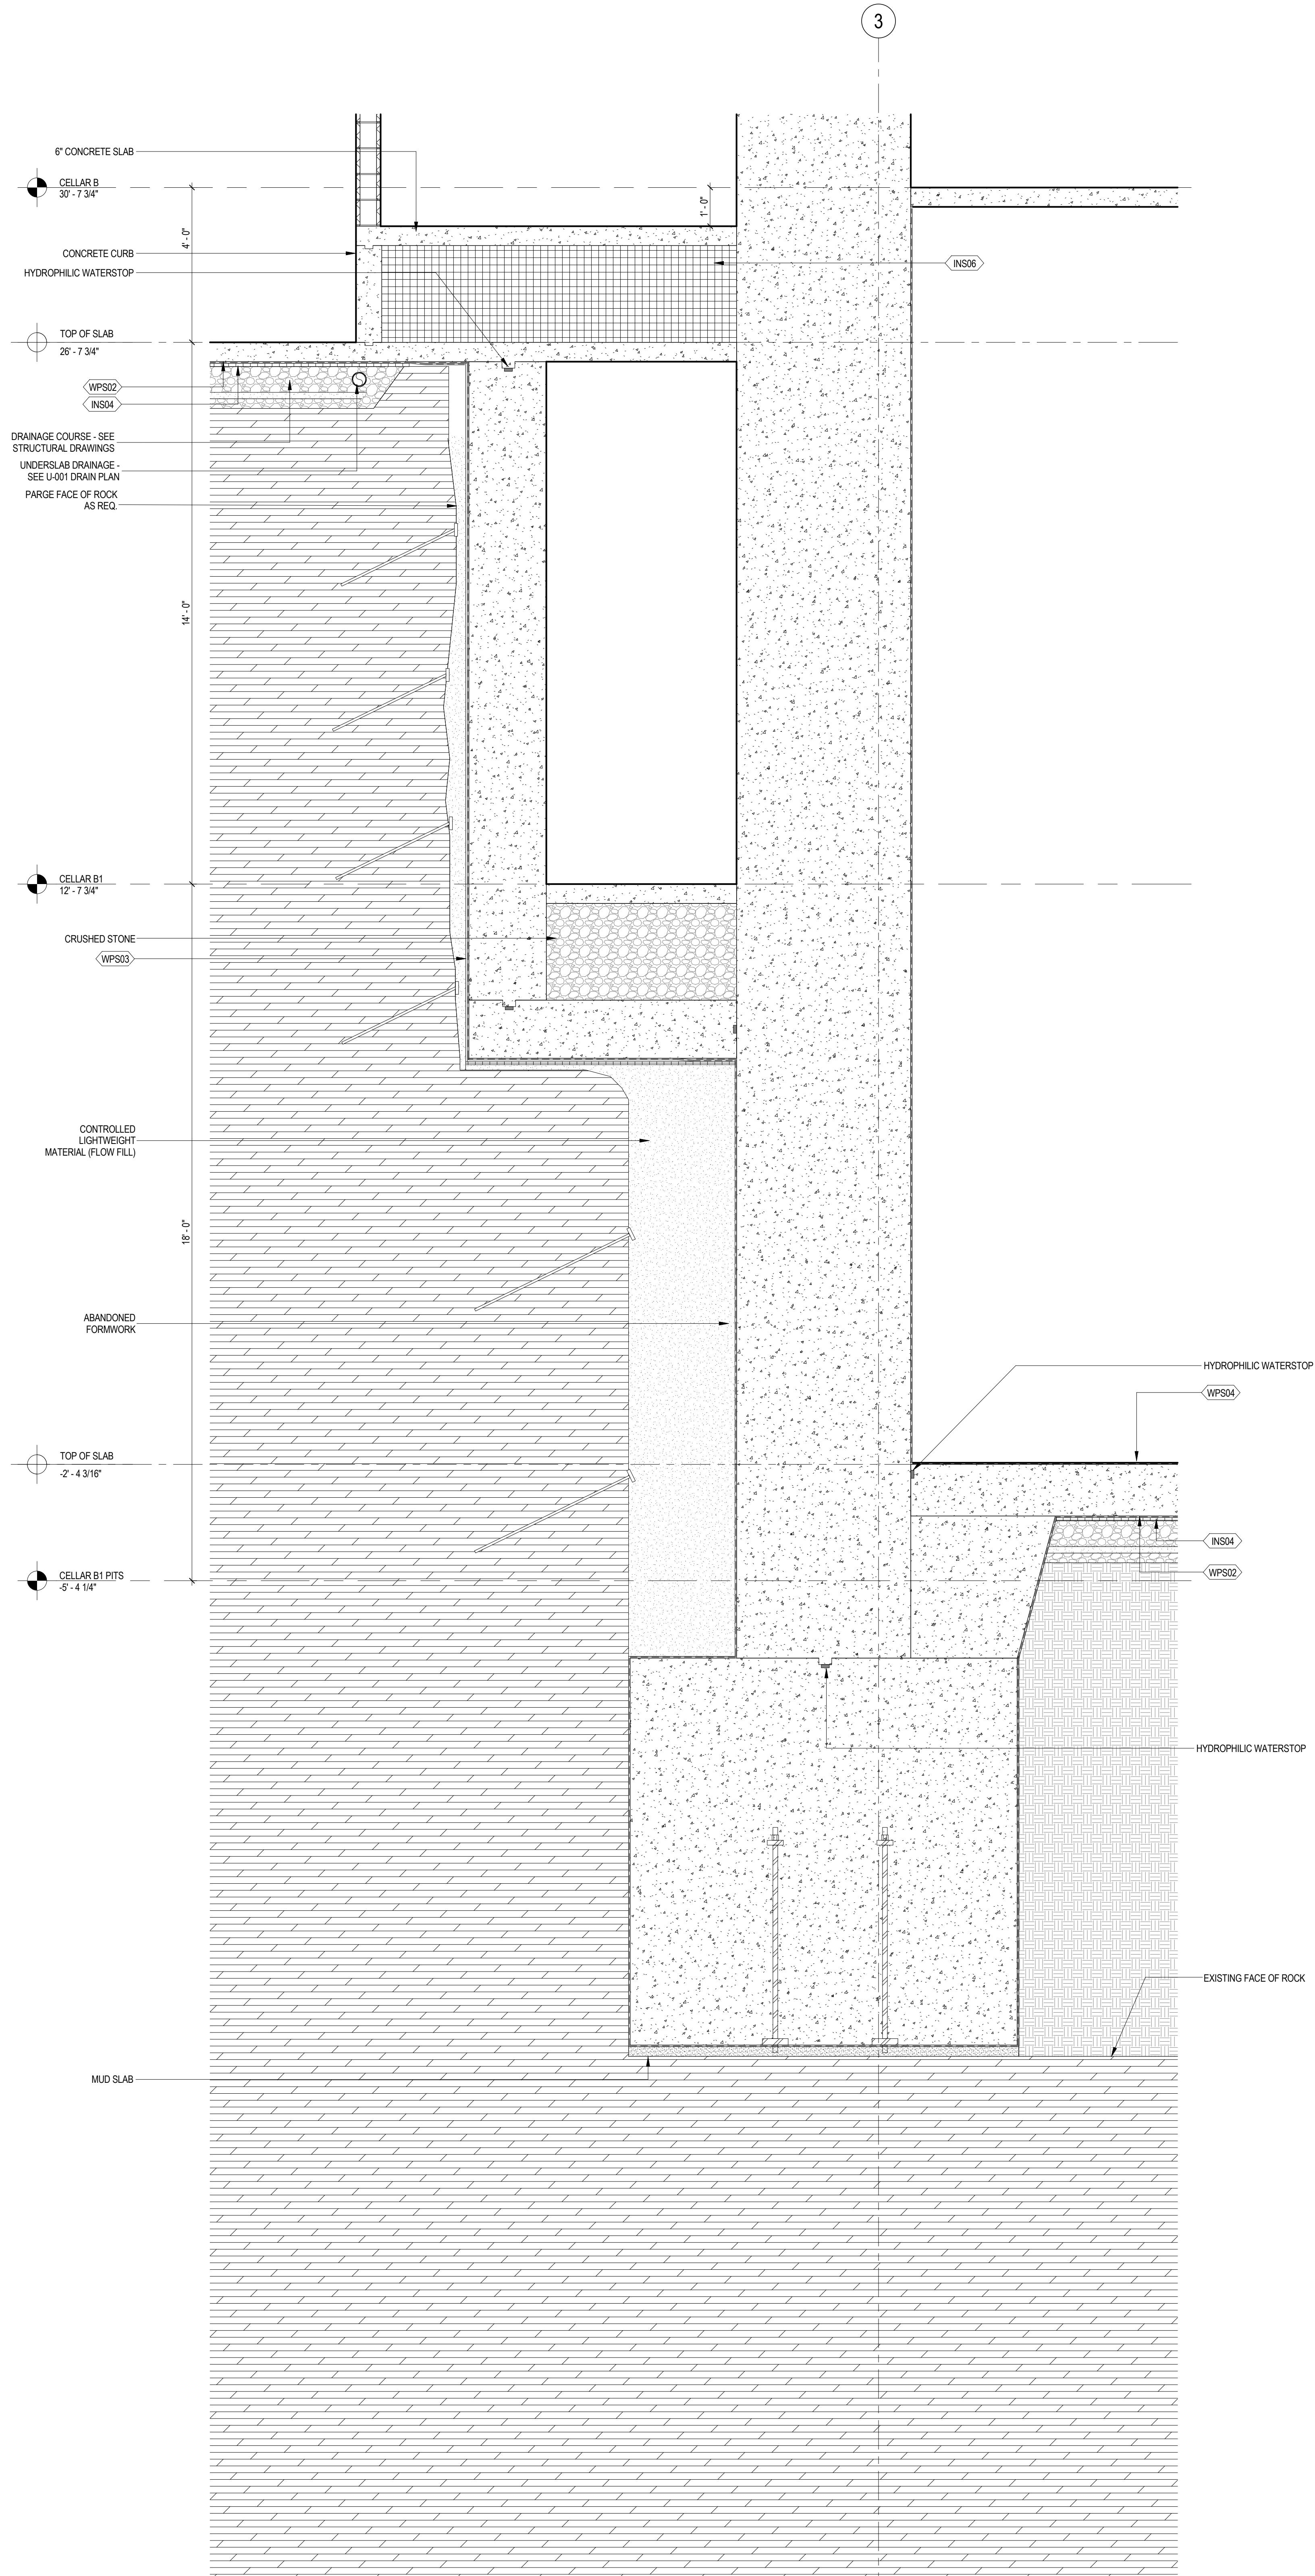 3
6" CONCRETE SLAB
CELLAR B
30' - 7 3/4"
1' - 0"
4' - 0"
CONCRETE CURB
INS06
HYDROPHILIC WATERSTOP
TOP OF SLAB
26' - 7 3/4"
WPS02
INS04
DRAINAGE COURSE - SEE
STRUCTURAL DRAWINGS
UNDERSLAB DRAINAGE -
SEE U-001 DRAIN PLAN
PARGE FACE OF ROCK
AS REQ.
14' - 0"
CELLAR B1
12' - 7 3/4"
CRUSHED STONE
WPS03
CONTROLLED
LIGHTWEIGHT
MATERIAL (FLOW FILL)
18' - 0"
ABANDONED
FORMWORK
HYDROPHILIC WATERSTOP
WPS04
TOP OF SLAB
-2' - 4 3/16"
INS04
WPS02
CELLAR B1 PITS
-5' - 4 1/4"
HYDROPHILIC WATERSTOP
EXISTING FACE OF ROCK
MUD SLAB